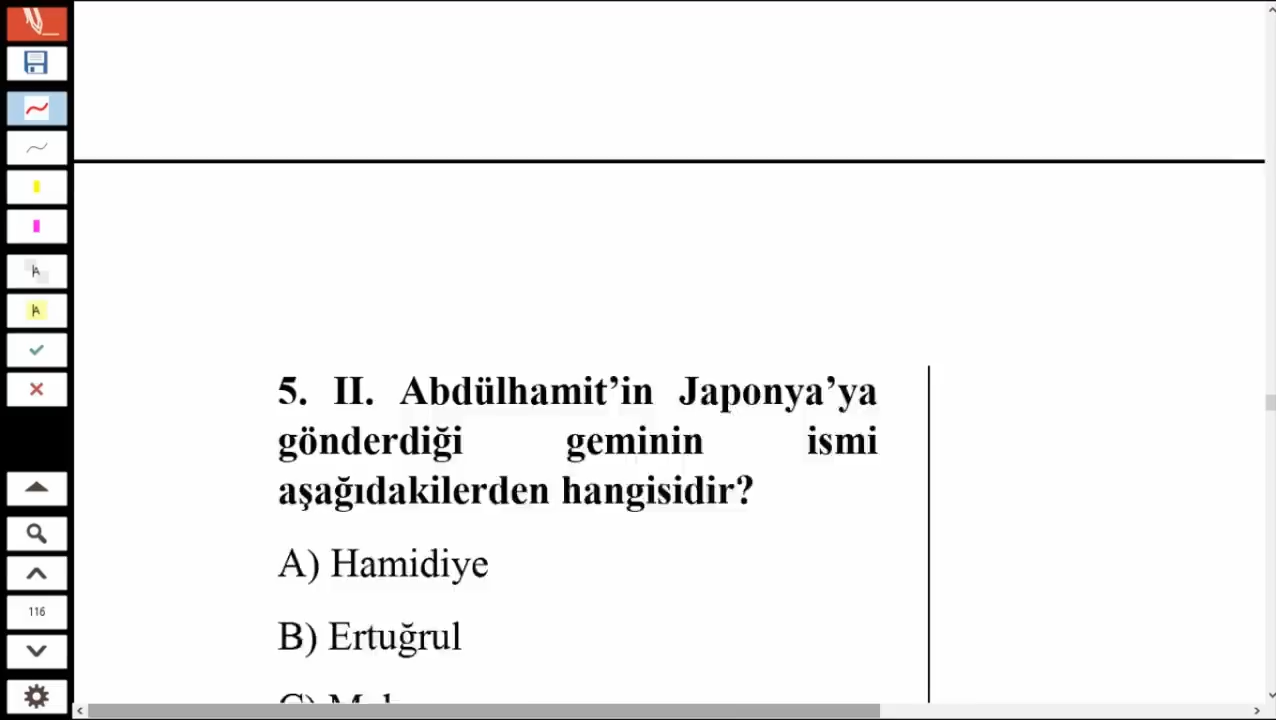 5. II. Abdülhamit’in Japonya’ya
gönderdiği geminin ismi
aşağıdakilerden hangisidir?
A) Hamidiye
B) Ertuğrul
116